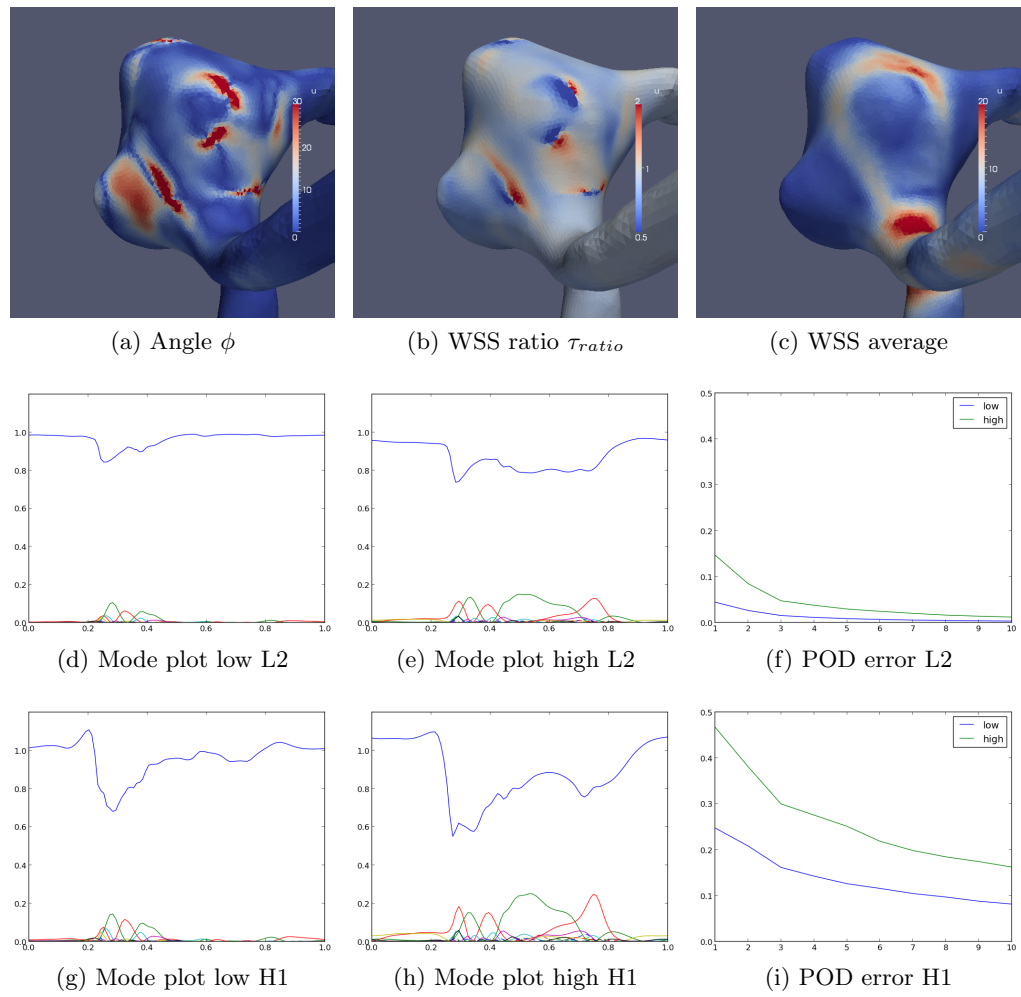 u
30
20
10
0
u
2
1
0.5
u
20
10
0
(a) Angle ϕ
(b) WSS ratio τratio
(c) WSS average
1.0
0.8
0.6
0.4
0.2
0.0
0.0 0.2 0.4 0.6 0.8 1.0
1.0
0.8
0.6
0.4
0.2
0.0
0.0 0.2 0.4 0.6 0.8 1.0
0.5
0.4
0.3
0.2
0.1
0.0
1 2 3 4 5 6 7 8 9 10
low
high
(d) Mode plot low L2
(e) Mode plot high L2
(f) POD error L2
1.0
0.8
0.6
0.4
0.2
0.0
0.0 0.2 0.4 0.6 0.8 1.0
1.0
0.8
0.6
0.4
0.2
0.0
0.0 0.2 0.4 0.6 0.8 1.0
0.5
0.4
0.3
0.2
0.1
0.0
1 2 3 4 5 6 7 8 9 10
low
high
(g) Mode plot low H1
(h) Mode plot high H1
(i) POD error H1